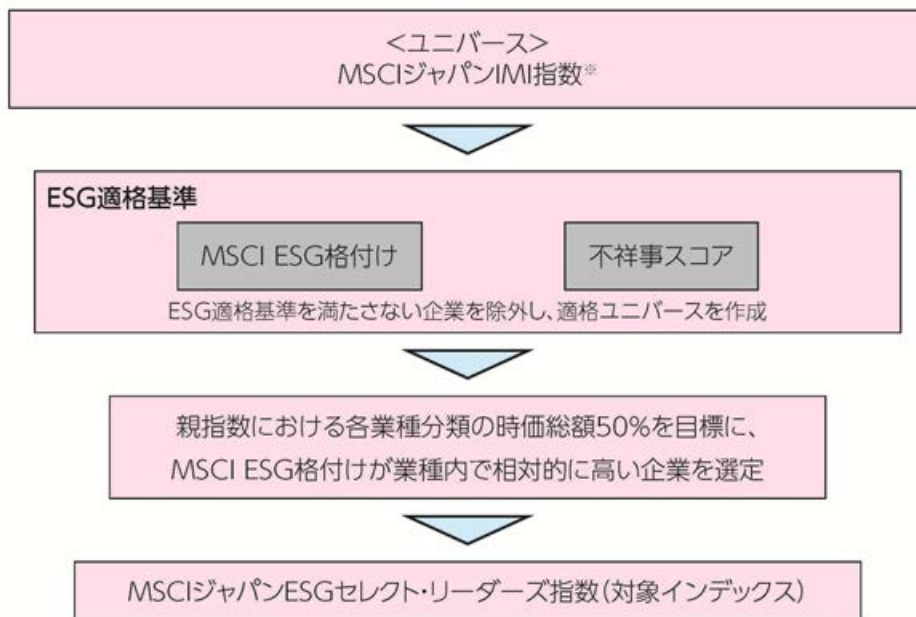 <ユニバース>
MSCIジャパンIMI指数※
ESG適格基準
MSCI ESG格付け
不祥事スコア
ESG適格基準を満たさない企業を除外し、適格ユニバースを作成
親指数における各業種分類の時価総額50%を目標に、
MSCI ESG格付けが業種内で相対的に高い企業を選定
MSCIジャパンESGセレクト・リーダーズ指数(対象インデックス)